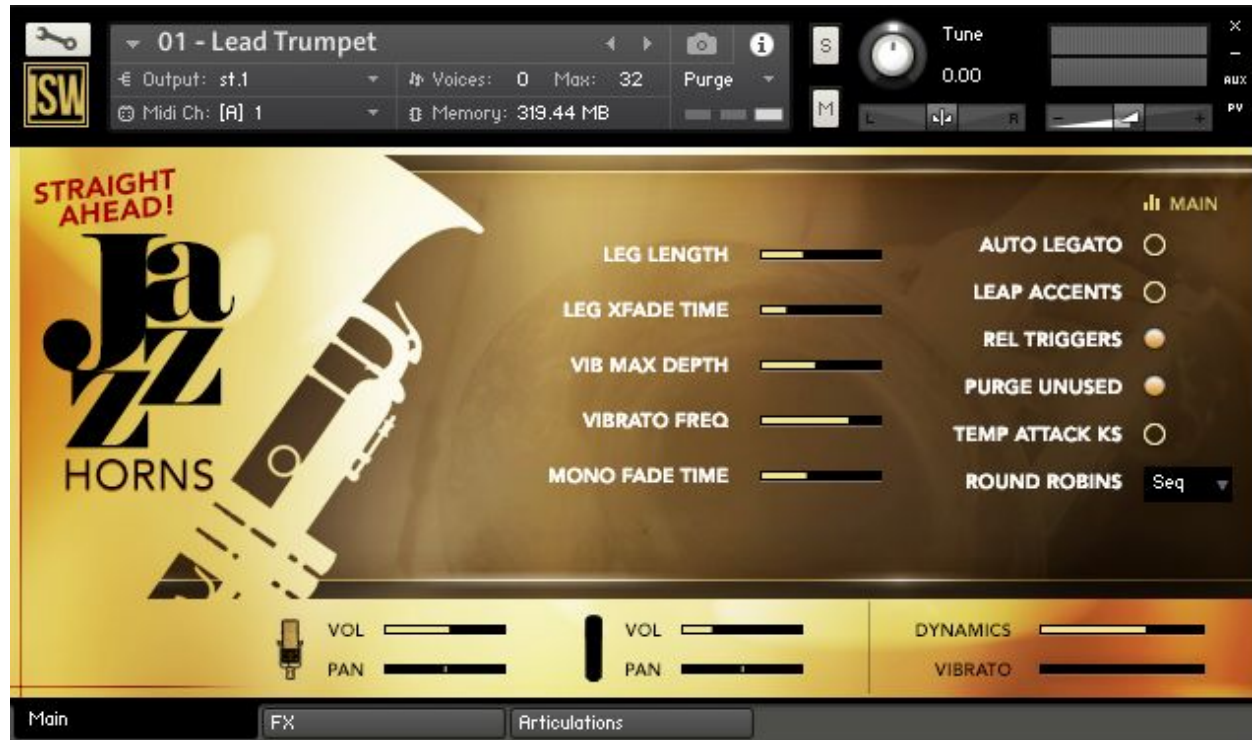 01 - Lead Trumpet
Output: st.1
Voices: 0 Max: 32
Purge
Midi Ch: [A] 1
Memory: 319.44 MB
ISW
S
M
Tune
0.00
L
R
-
+
×
-
AUX
PV
STRAIGHT
AHEAD!
Jazz
HORNS
MAIN
LEG LENGTH
LEG XFADE TIME
VIB MAX DEPTH
VIBRATO FREQ
MONO FADE TIME
AUTO LEGATO
LEAP ACCENTS
REL TRIGGERS
PURGE UNUSED
TEMP ATTACK KS
ROUND ROBINS Seq
VOL
PAN
VOL
PAN
DYNAMICS
VIBRATO
Main
FX
Articulations